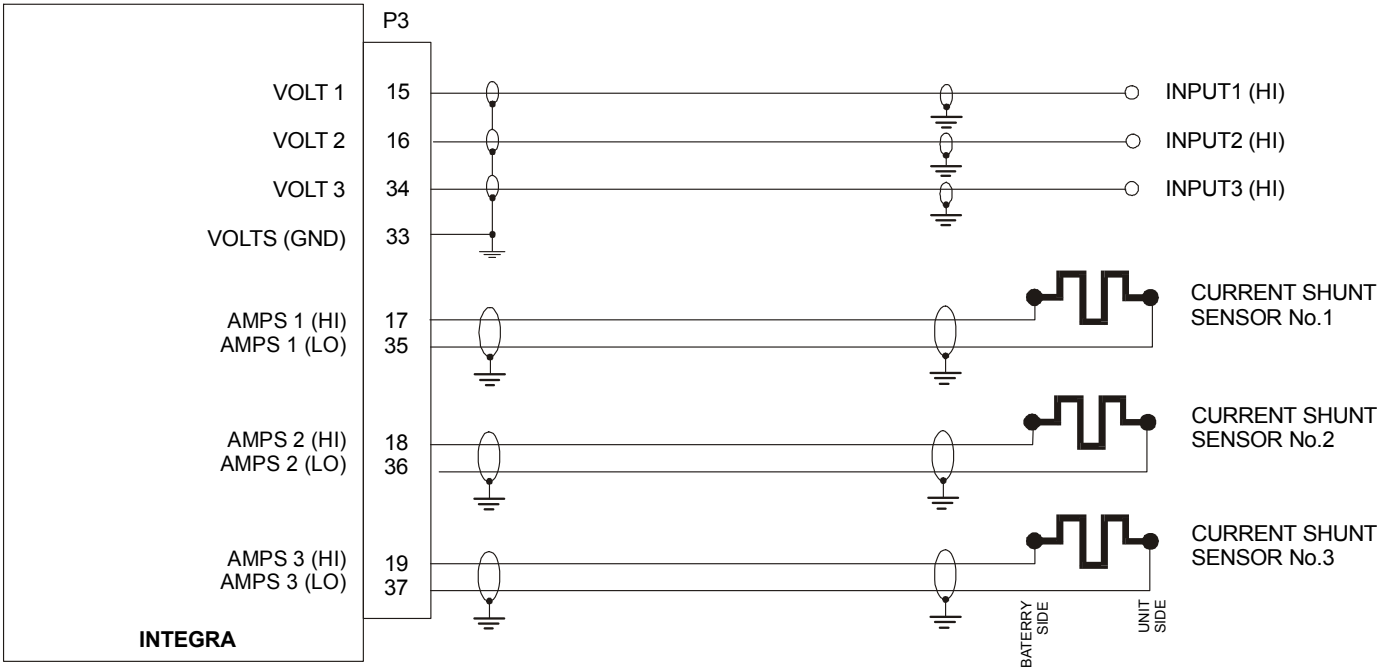 P3
VOLT 1 15 INPUT1 (HI)
VOLT 2 16 INPUT2 (HI)
VOLT 3 34 INPUT3 (HI)
VOLTS (GND) 33
AMPS 1 (HI) 17
AMPS 1 (LO) 35
CURRENT SHUNT
SENSOR No.1
AMPS 2 (HI) 18
AMPS 2 (LO) 36
CURRENT SHUNT
SENSOR No.2
AMPS 3 (HI) 19
AMPS 3 (LO) 37
CURRENT SHUNT
SENSOR No.3
BATERRY
SIDE
UNIT
SIDE
INTEGRA